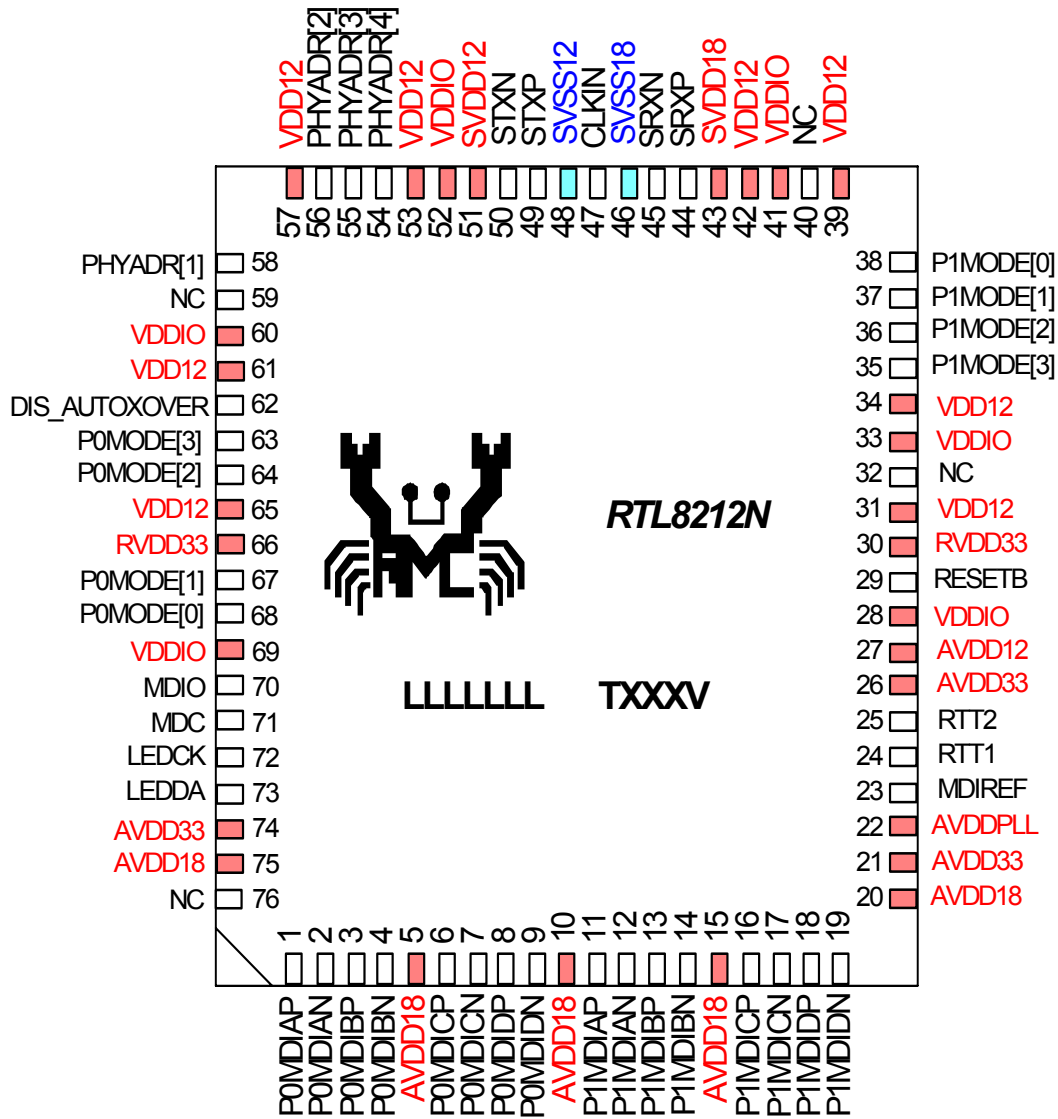 VDD12
PHYADR[2]
PHYADR[3]
PHYADR[4]
VDD12
VDDIO
SVDD12
STXN
STXP
SVSS12
CLKIN
SVSS18
SRXN
SRXP
SVDD18
VDD12
VDDIO
NC
VDD12
57
56
55
54
53
52
51
50
49
48
47
46
45
44
43
42
41
40
39
PHYADR[1] 58
NC 59
VDDIO 60
VDD12 61
DIS_AUTOXOVER 62
P0MODE[3] 63
P0MODE[2] 64
VDD12 65
RVDD33 66
P0MODE[1] 67
P0MODE[0] 68
VDDIO 69
MDIO 70
MDC 71
LEDCK 72
LEDDA 73
AVDD33 74
AVDD18 75
NC 76
RTL8212N
RMC
LLLLLLL TXXXV
38 P1MODE[0]
37 P1MODE[1]
36 P1MODE[2]
35 P1MODE[3]
34 VDD12
33 VDDIO
32 NC
31 VDD12
30 RVDD33
29 RESETB
28 VDDIO
27 AVDD12
26 AVDD33
25 RTT2
24 RTT1
23 MDIREF
22 AVDDPLL
21 AVDD33
20 AVDD18
1
2
3
4
5
6
7
8
9
10
11
12
13
14
15
16
17
18
19
P0MDIAP
P0MDIAN
P0MDIBP
P0MDIBN
AVDD18
P0MDICP
P0MDICN
P0MDIDP
P0MDIDN
AVDD18
P1MDIAP
P1MDIAN
P1MDIBP
P1MDIBN
AVDD18
P1MDICP
P1MDICN
P1MDIDP
P1MDIDN